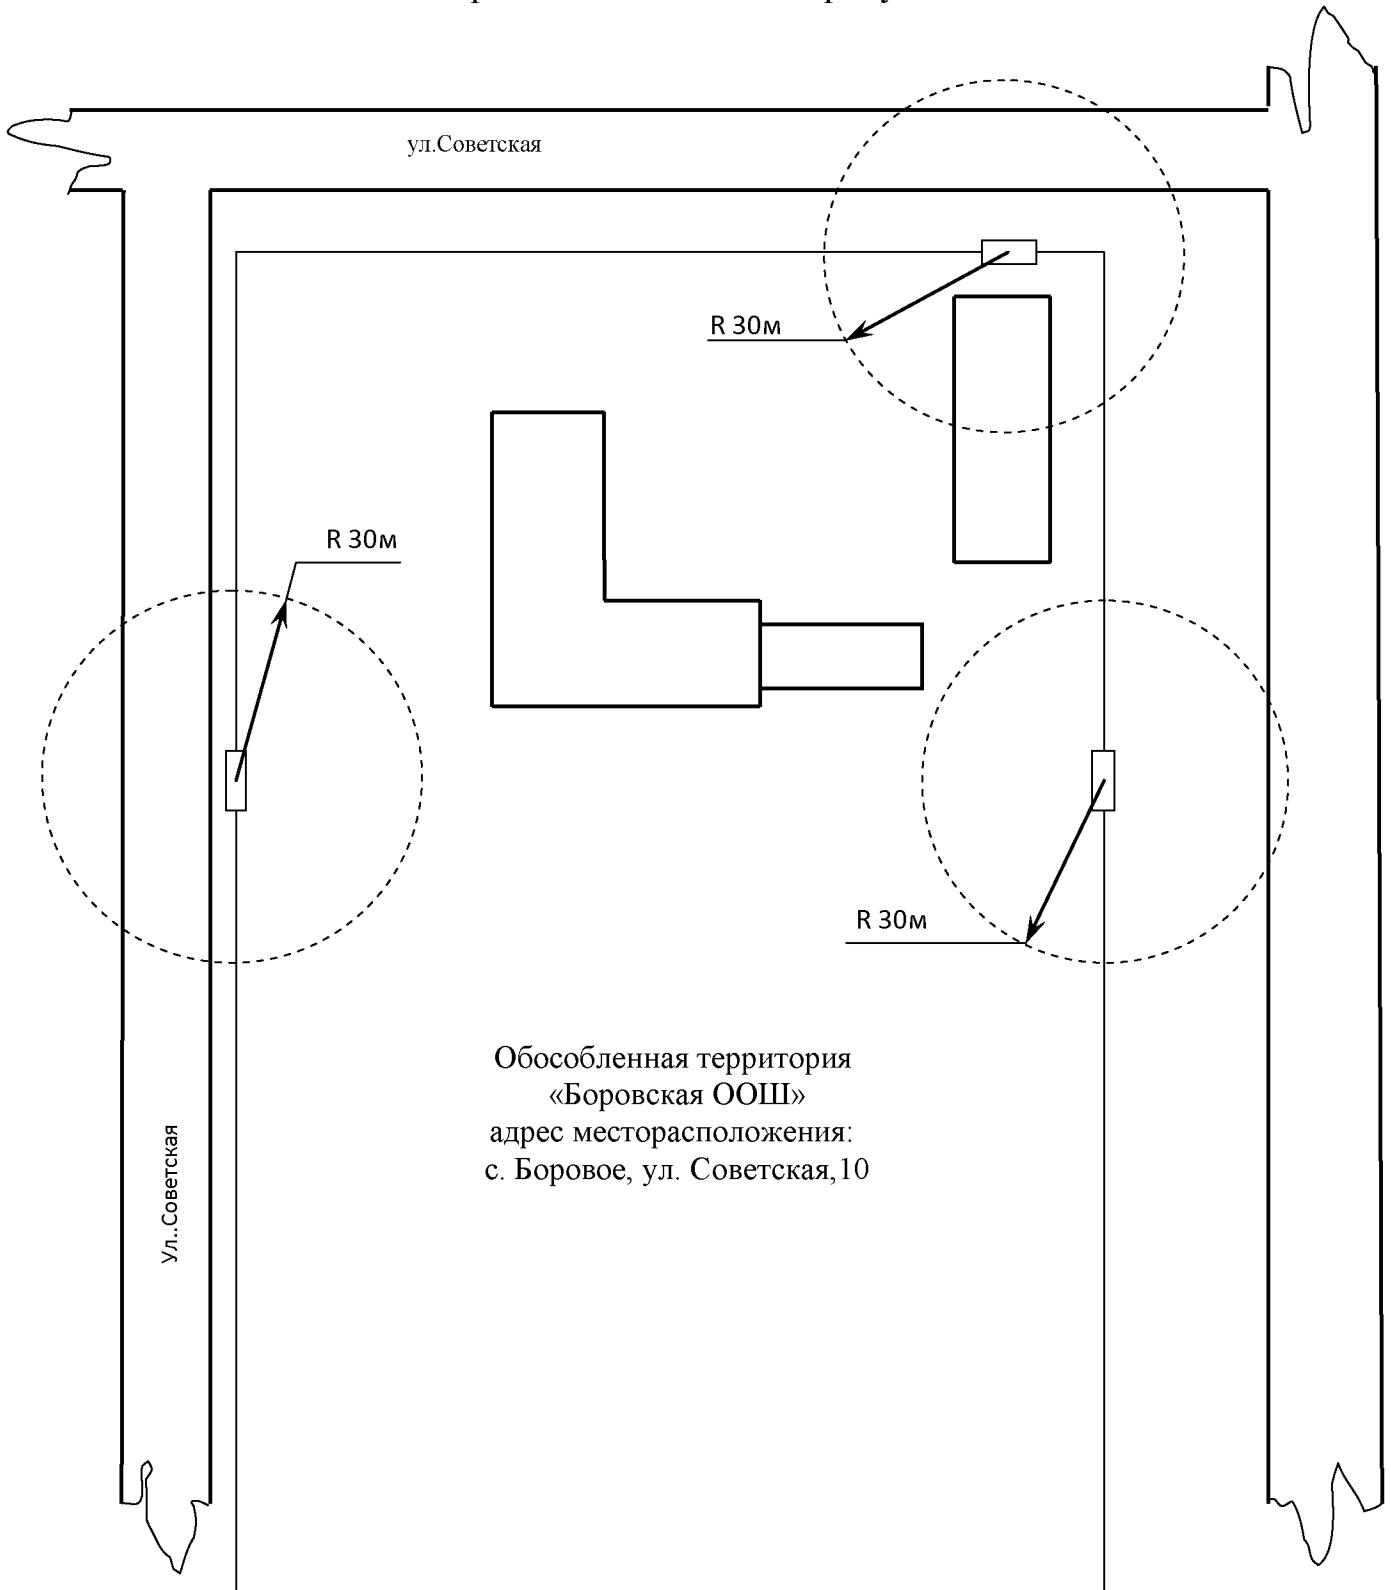 ул.Советская
R 30м
R 30м
R 30м
Обособленная территория
«Боровская ООШ»
адрес месторасположения:
с. Боровое, ул. Советская,10
Ул..Советская